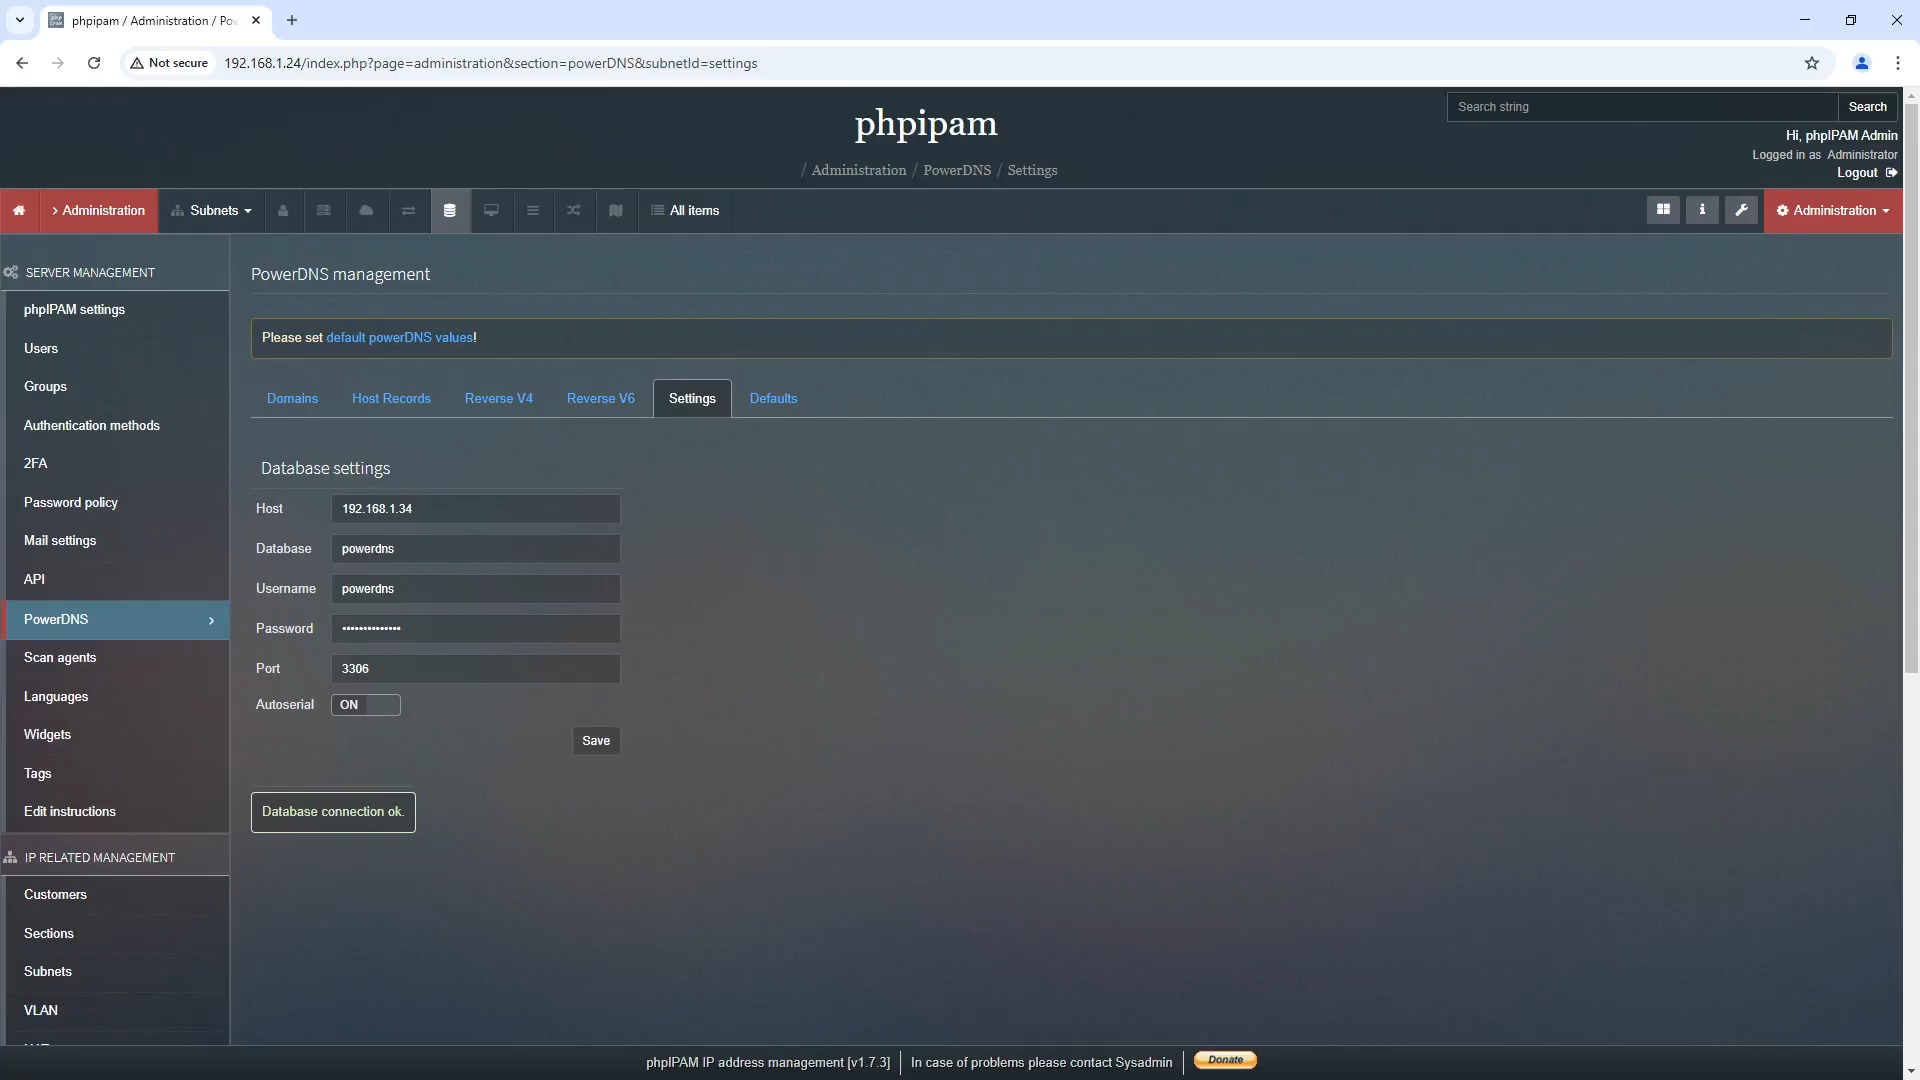 phpipam / Administration / Pow
Not secure
192.168.1.24/index.php?page=administration&section=powerDNS&subnetId=settings
phpipam
/ Administration / PowerDNS / Settings
Search string
Search
Hi, phpIPAM Admin
Logged in as Administrator
Logout
Administration
Subnets
All items
Administration
SERVER MANAGEMENT
phpIPAM settings
Users
Groups
Authentication methods
2FA
Password policy
Mail settings
API
PowerDNS
Scan agents
Languages
Widgets
Tags
Edit instructions
IP RELATED MANAGEMENT
Customers
Sections
Subnets
VLAN
PowerDNS management
Please set default powerDNS values!
Domains
Host Records
Reverse V4
Reverse V6
Settings
Defaults
Database settings
Host 192.168.1.34
Database powerdns
Username powerdns
Password ••••••••••••••
Port 3306
Autoserial ON
Save
Database connection ok.
phpIPAM IP address management [v1.7.3]
In case of problems please contact Sysadmin
Donate